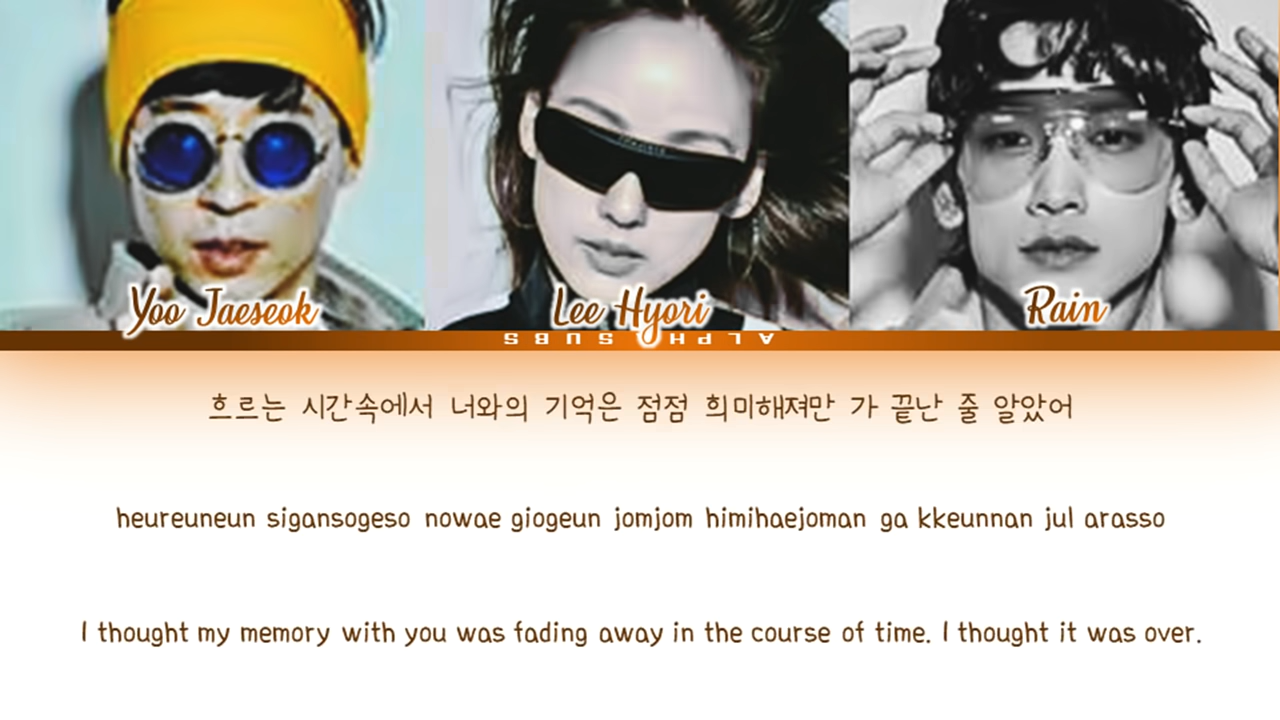 Yoo Jaeseok Lee Hyori Rain
ALPH SUBS
흐르는 시간속에서 너와의 기억은 점점 희미해져만 가 끝난 줄 알았어
heureuneun sigansogeso nowae giogeun jomjom himihaejoman ga kkeunnan jul arasso
I thought my memory with you was fading away in the course of time. I thought it was over.